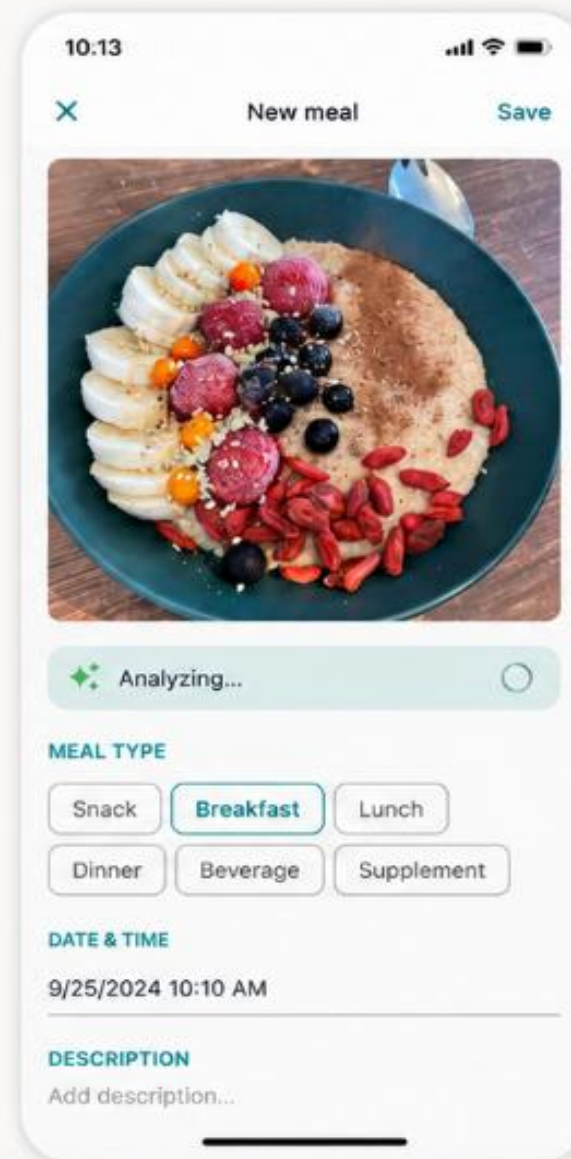 10:13
New meal Save
Analyzing...
MEAL TYPE
Snack Breakfast Lunch
Dinner Beverage Supplement
DATE & TIME
9/25/2024 10:10 AM
DESCRIPTION
Add description...